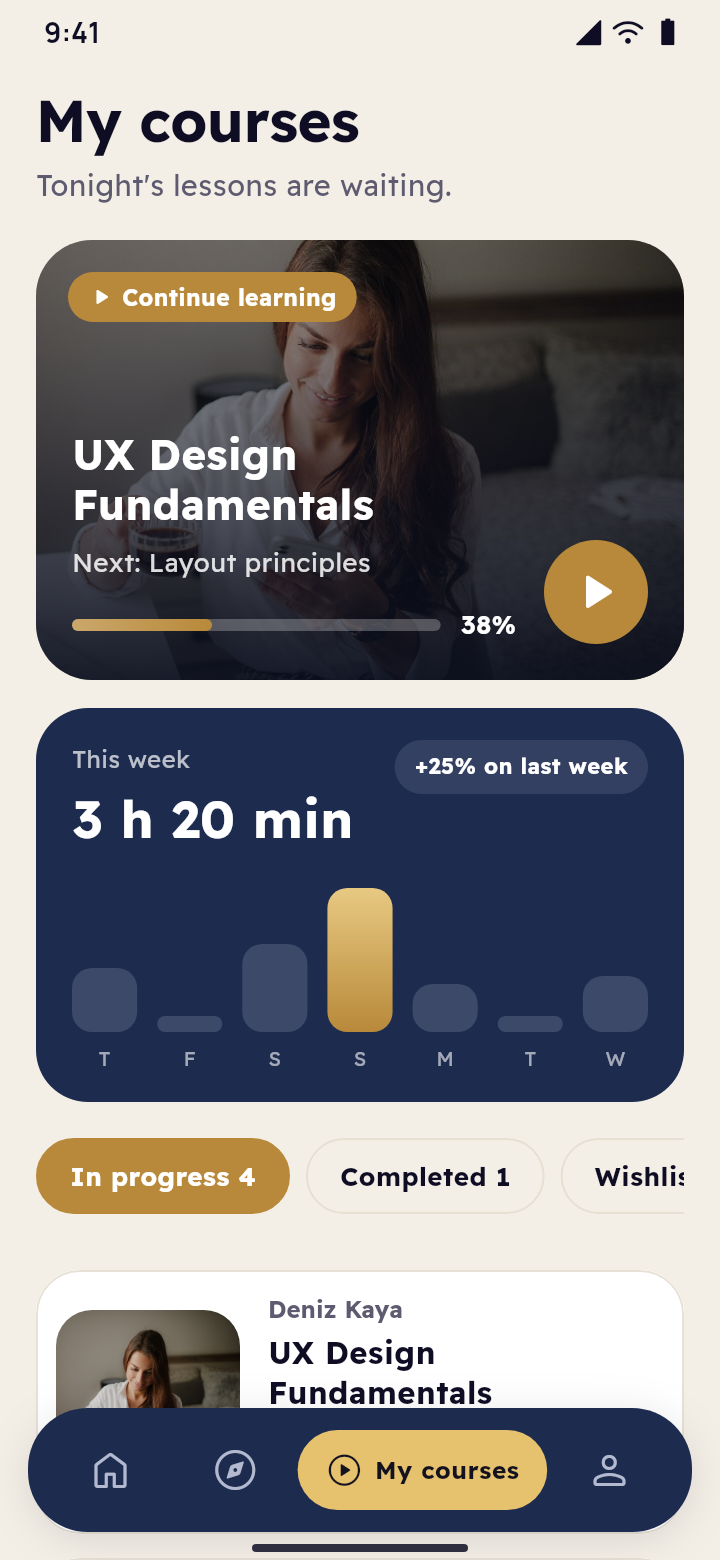 9:41
My courses
Tonight's lessons are waiting.
Continue learning
UX Design
Fundamentals
Next: Layout principles
38%
This week
+25% on last week
3 h 20 min
T F S S M T W
In progress 4
Completed 1
Deniz Kaya
UX Design
Fundamentals
My courses